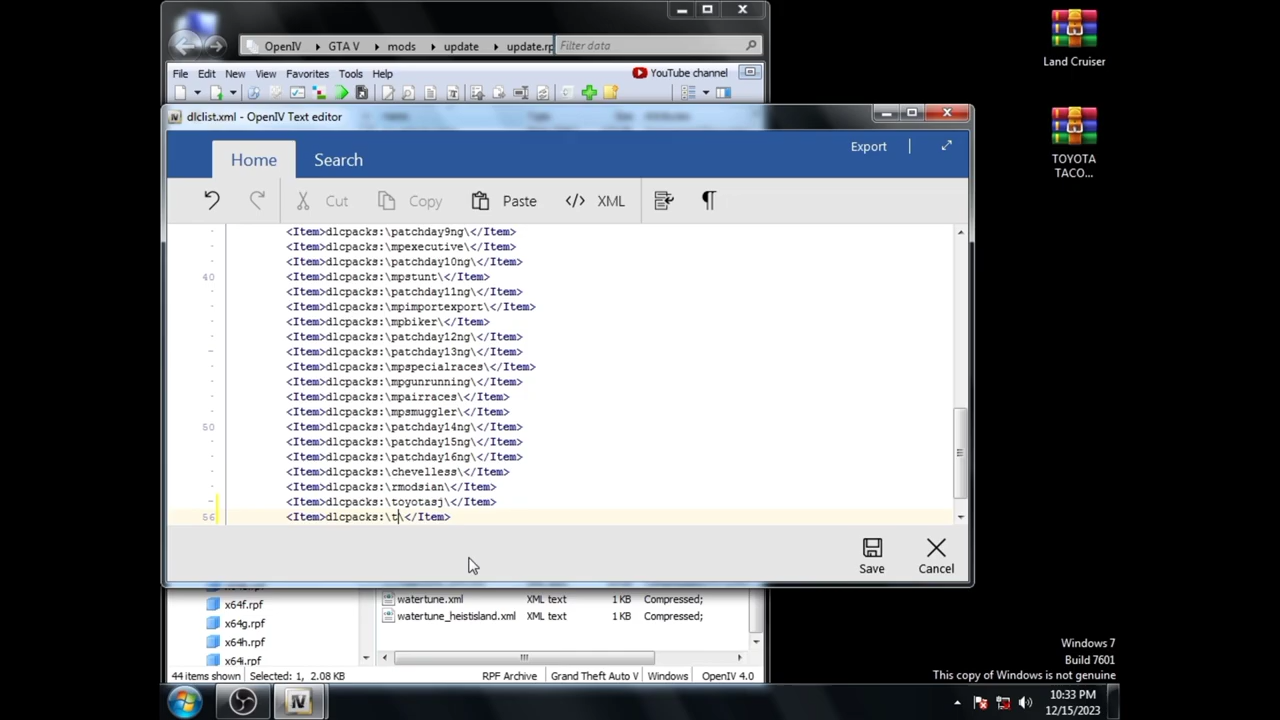 OpenIV GTA V mods update update.rp Filter data
File Edit New View Favorites Tools Help YouTube channel
Land Cruiser
TOYOTA TACO...
dlclist.xml - OpenIV Text editor
Home Search Export
Cut Copy Paste </> XML
<Item>dlcpacks:\patchday9ng\</Item>
<Item>dlcpacks:\mpexecutive\</Item>
<Item>dlcpacks:\patchday10ng\</Item>
40 <Item>dlcpacks:\mpstunt\</Item>
<Item>dlcpacks:\patchday11ng\</Item>
<Item>dlcpacks:\mpimportexport\</Item>
<Item>dlcpacks:\mpbiker\</Item>
<Item>dlcpacks:\patchday12ng\</Item>
<Item>dlcpacks:\patchday13ng\</Item>
<Item>dlcpacks:\mpspecialraces\</Item>
<Item>dlcpacks:\mpgunrunning\</Item>
<Item>dlcpacks:\mpairraces\</Item>
<Item>dlcpacks:\mpsmuggler\</Item>
50 <Item>dlcpacks:\patchday14ng\</Item>
<Item>dlcpacks:\patchday15ng\</Item>
<Item>dlcpacks:\patchday16ng\</Item>
<Item>dlcpacks:\chevelless\</Item>
<Item>dlcpacks:\rmodsian\</Item>
<Item>dlcpacks:\toyotasj\</Item>
56 <Item>dlcpacks:\t\</Item>
Save Cancel
x64f.rpf
x64g.rpf
x64h.rpf
x64i.rpf
watertune.xml XML text 1 KB Compressed;
watertune_heistisland.xml XML text 1 KB Compressed;
44 items shown Selected: 1, 2.08 KB RPF Archive Grand Theft Auto V Windows OpenIV 4.0
Windows 7
Build 7601
This copy of Windows is not genuine
10:33 PM
12/15/2023